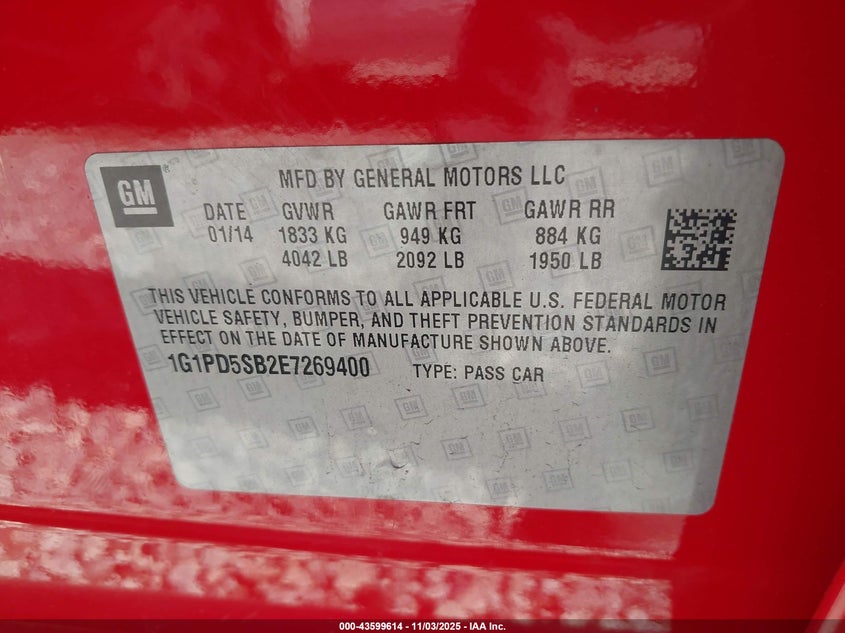 GM
MFD BY GENERAL MOTORS LLC
DATE GVWR GAWR FRT GAWR RR
01/14 1833 KG 949 KG 884 KG
4042 LB 2092 LB 1950 LB
THIS VEHICLE CONFORMS TO ALL APPLICABLE U.S. FEDERAL MOTOR
VEHICLE SAFETY, BUMPER, AND THEFT PREVENTION STANDARDS IN
EFFECT ON THE DATE OF MANUFACTURE SHOWN ABOVE.
1G1PD5SB2E7269400 TYPE: PASS CAR
000-43599614 - 11/03/2025 - IAA Inc.